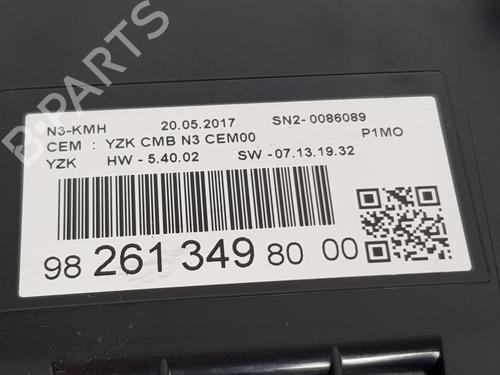 N3-KMH 20.05.2017 SN2- 0086089
CEM : YZK CMB N3 CEM00 P1MO
YZK HW - 5.40.02 SW - 07.13.19.32
98 261 349 80 00
B-PARTS